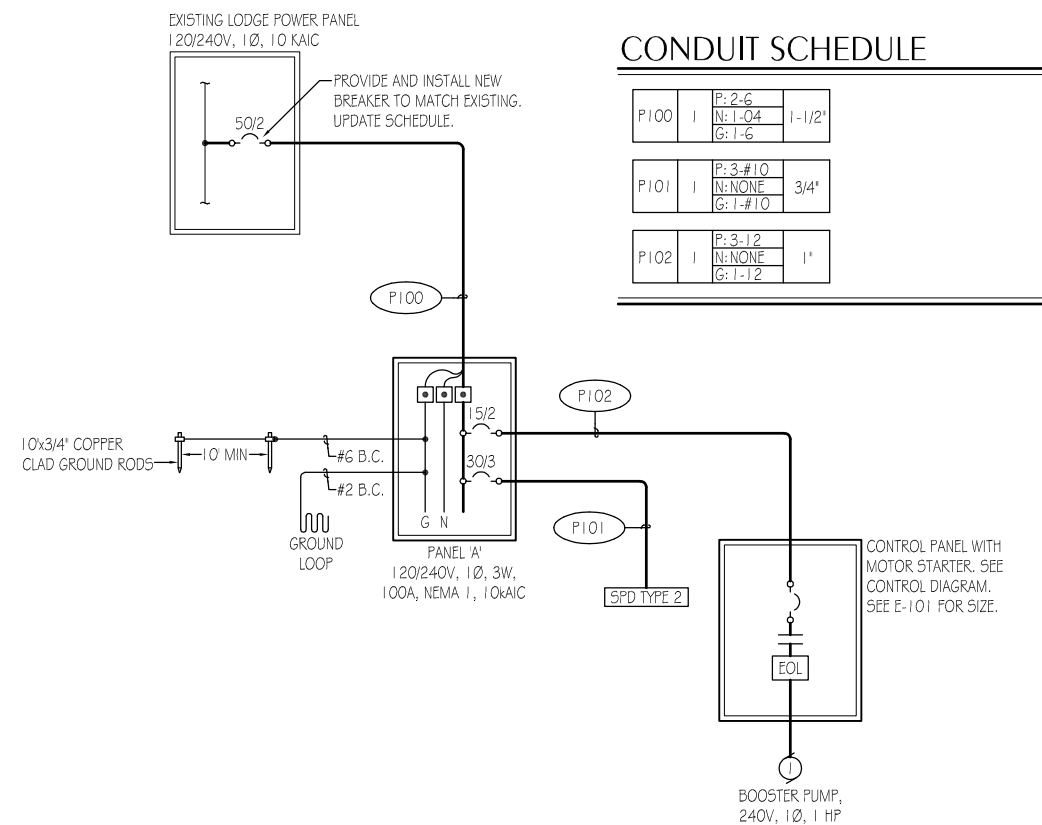 EXISTING LODGE POWER PANEL
120/240V, 1Ø, 10 KAIC
PROVIDE AND INSTALL NEW
BREAKER TO MATCH EXISTING.
UPDATE SCHEDULE.
50/2
CONDUIT SCHEDULE
P100 1 P: 2-6 1-1/2"
N: 1-04
G: 1-6
P101 1 P: 3-#10 3/4"
N: NONE
G: 1-#10
P102 1 P: 3-12 1"
N: NONE
G: 1-12
P100
P102
15/2
30/3
10'x3/4" COPPER
CLAD GROUND RODS
10' MIN
#6 B.C.
#2 B.C.
G N
GROUND
LOOP
P101
PANEL 'A'
120/240V, 1Ø, 3W,
100A, NEMA 1, 10kAIC
SPD TYPE 2
CONTROL PANEL WITH
MOTOR STARTER. SEE
CONTROL DIAGRAM.
SEE E-101 FOR SIZE.
EOL
1
BOOSTER PUMP,
240V, 1Ø, 1 HP